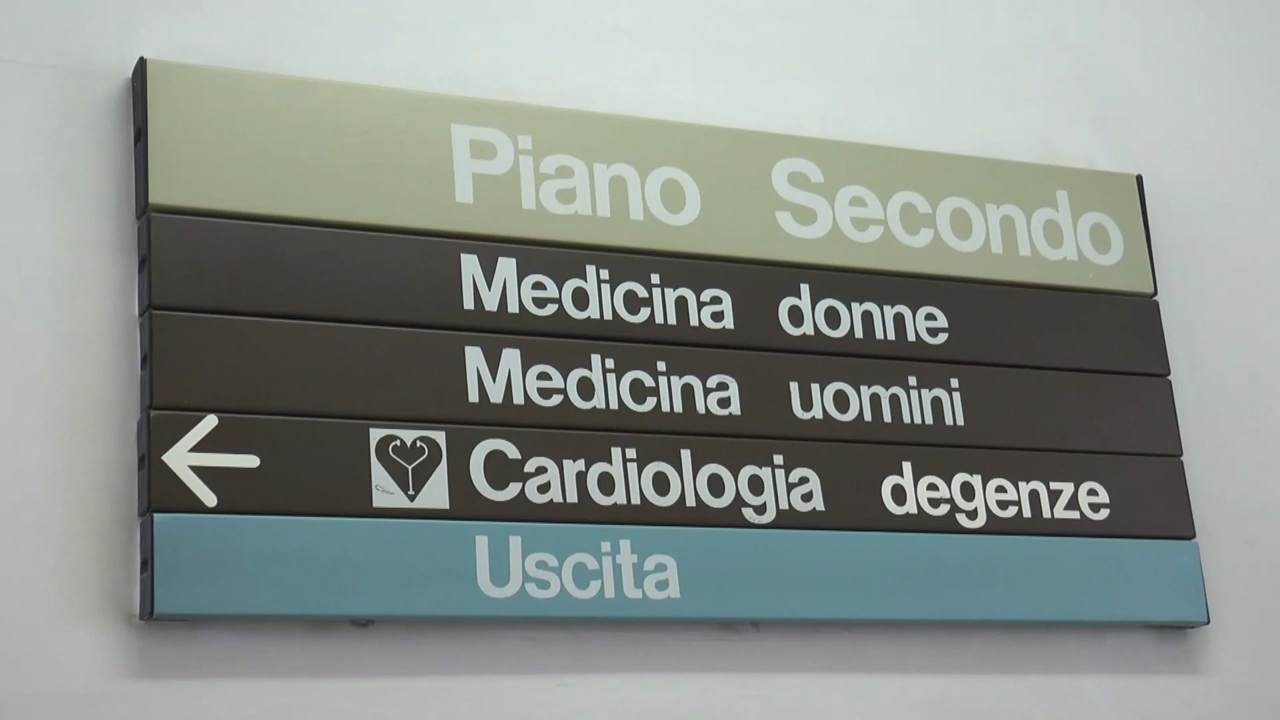 Piano Secondo
Medicina donne
Medicina uomini
Cardiologia degenze
Uscita